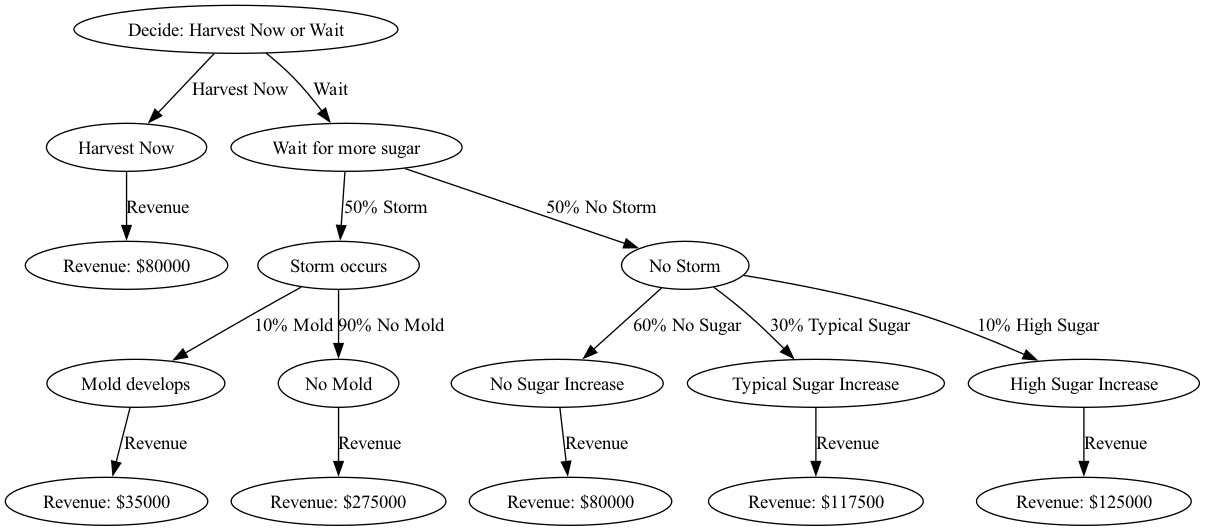 Decide: Harvest Now or Wait
Harvest Now
Wait
Harvest Now
Wait for more sugar
Revenue
50% Storm
50% No Storm
Revenue: $80000
Storm occurs
No Storm
10% Mold
90% No Mold
60% No Sugar
30% Typical Sugar
10% High Sugar
Mold develops
No Mold
No Sugar Increase
Typical Sugar Increase
High Sugar Increase
Revenue
Revenue
Revenue
Revenue
Revenue
Revenue: $35000
Revenue: $275000
Revenue: $80000
Revenue: $117500
Revenue: $125000